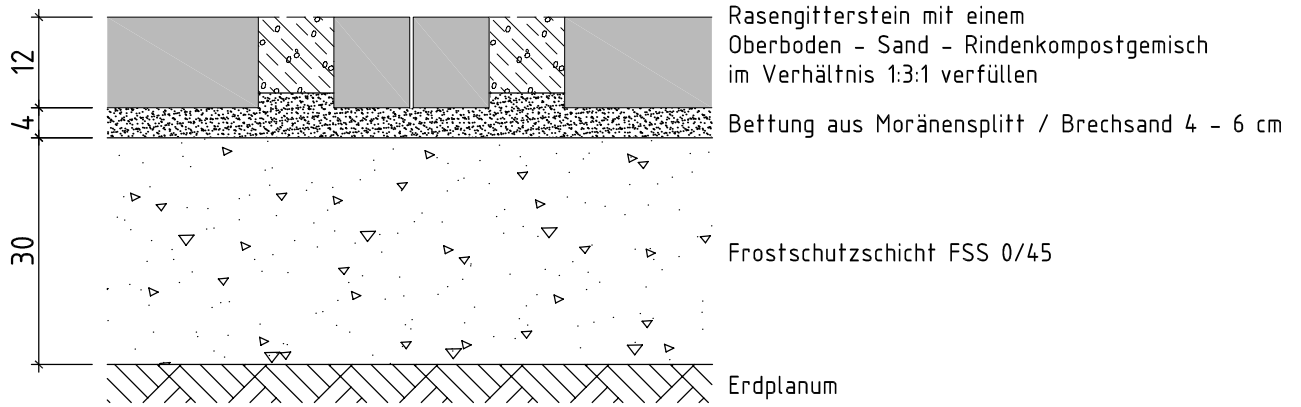 12
Rasengitterstein mit einem
Oberboden - Sand - Rindenkompostgemisch
im Verhältnis 1:3:1 verfüllen
4
Bettung aus Moränensplitt / Brechsand 4 - 6 cm
30
Frostschutzschicht FSS 0/45
Erdplanum